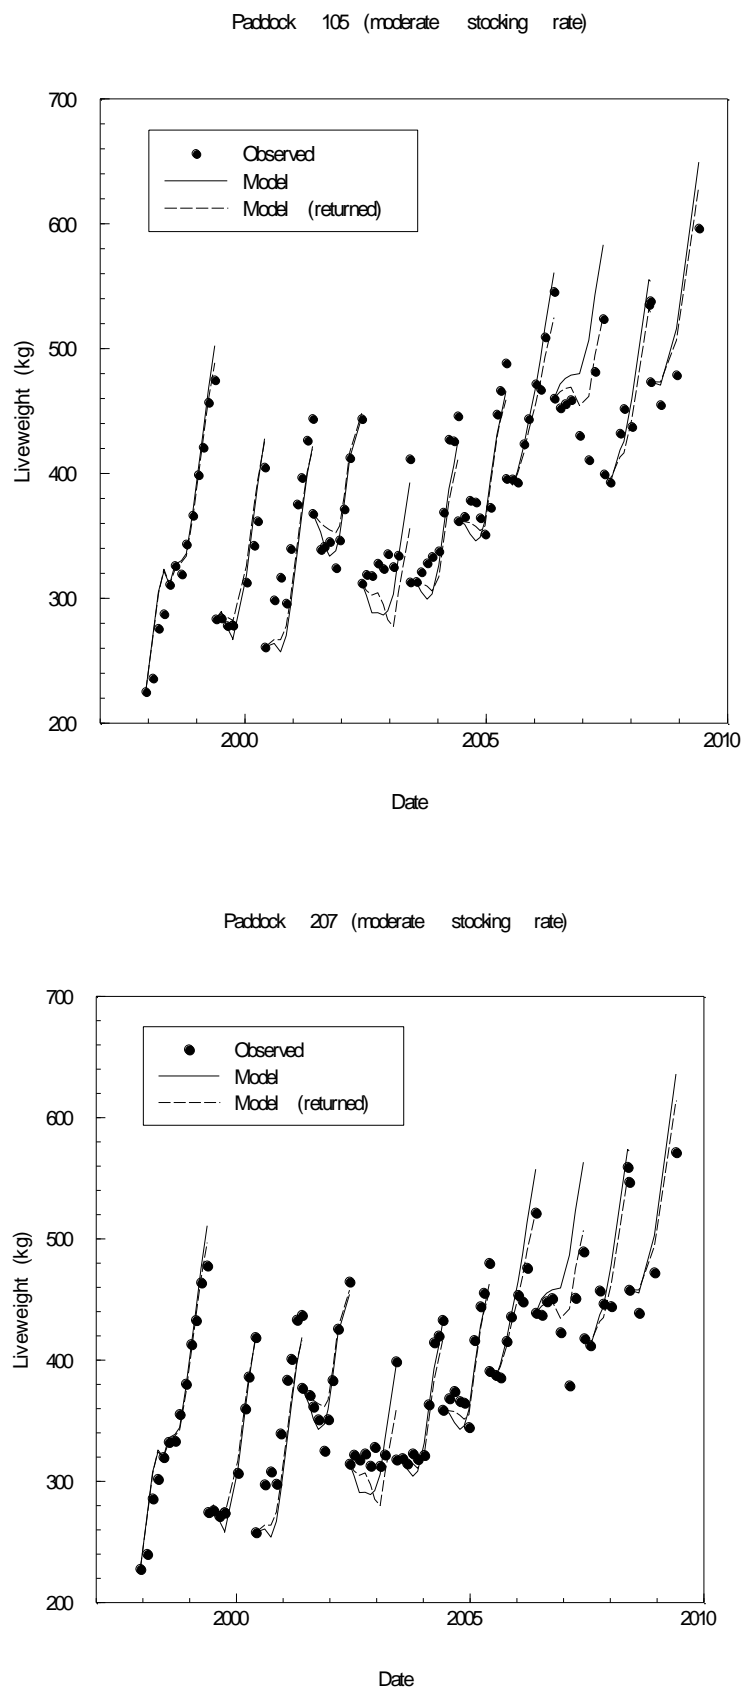 Paddock 105 (moderate stocking rate)
700
Observed
Model
Model (returned)
600
500
Liveweight (kg)
400
300
200
2000 2005 2010
Date
Paddock 207 (moderate stocking rate)
700
Observed
Model
Model (returned)
600
500
Liveweight (kg)
400
300
200
2000 2005 2010
Date